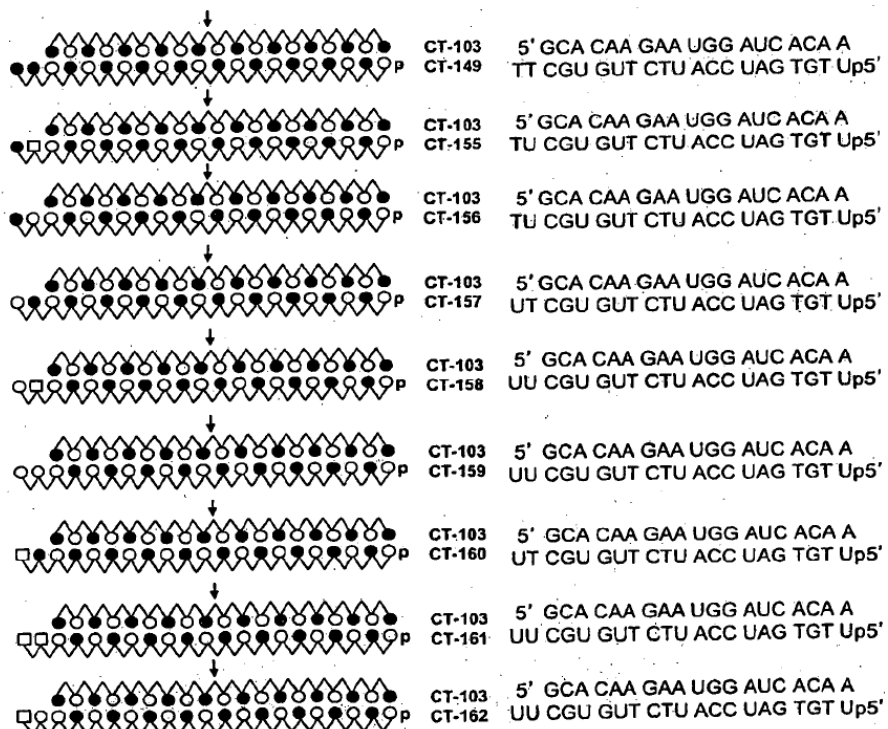 CT-103 5' GCA CAA GAA UGG AUC ACA A
p CT-149 TT CGU GUT CTU ACC UAG TGT Up5'
CT-103 5' GCA CAA GAA UGG AUC ACA A
p CT-155 TU CGU GUT CTU ACC UAG TGT Up5'
CT-103 5' GCA CAA GAA UGG AUC ACA A
p CT-156 TU CGU GUT CTU ACC UAG TGT Up5'
CT-103 5' GCA CAA GAA UGG AUC ACA A
p CT-157 UT CGU GUT CTU ACC UAG TGT Up5'
CT-103 5' GCA CAA GAA UGG AUC ACA A
p CT-158 UU CGU GUT CTU ACC UAG TGT Up5'
CT-103 5' GCA CAA GAA UGG AUC ACA A
p CT-159 UU CGU GUT CTU ACC UAG TGT Up5'
CT-103 5' GCA CAA GAA UGG AUC ACA A
p CT-160 UT CGU GUT CTU ACC UAG TGT Up5'
CT-103 5' GCA CAA GAA UGG AUC ACA A
p CT-161 UU CGU GUT CTU ACC UAG TGT Up5'
CT-103 5' GCA CAA GAA UGG AUC ACA A
p CT-162 UU CGU GUT CTU ACC UAG TGT Up5'